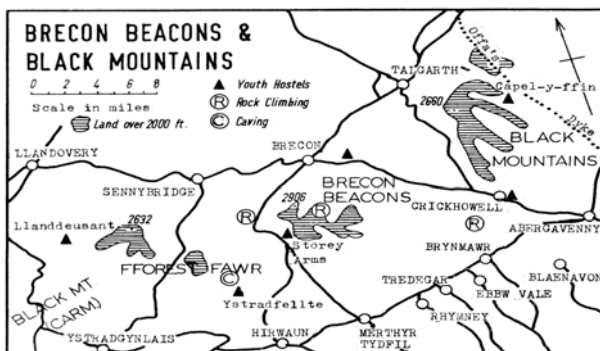 BRECON BEACONS &
BLACK MOUNTAINS
0 2 4 6 8
Scale in miles
Land over 2000 ft.
Youth Hostels
R Rock Climbing
C Caving
TALGARTH
Offa's
Dyke
2660
Capel-y-ffin
BLACK
MOUNTAINS
LLANDOVERY
BRECON
SENNYBRIDGE
BRECON
BEACONS
2906
R
CRICKHOWELL
R
R
ABERGAVENNY
Llanddeusant
2632
Storey
Arms
BRYNMAWR
FFOREST FAWR
C
TREDEGAR
BLAENAVON
EBBW VALE
Ystradfellte
BLACK MT
(CARM)
RHYMNEY
YSTRADGYNLAIS
HIRWAUN
MERTHYR
TYDFIL